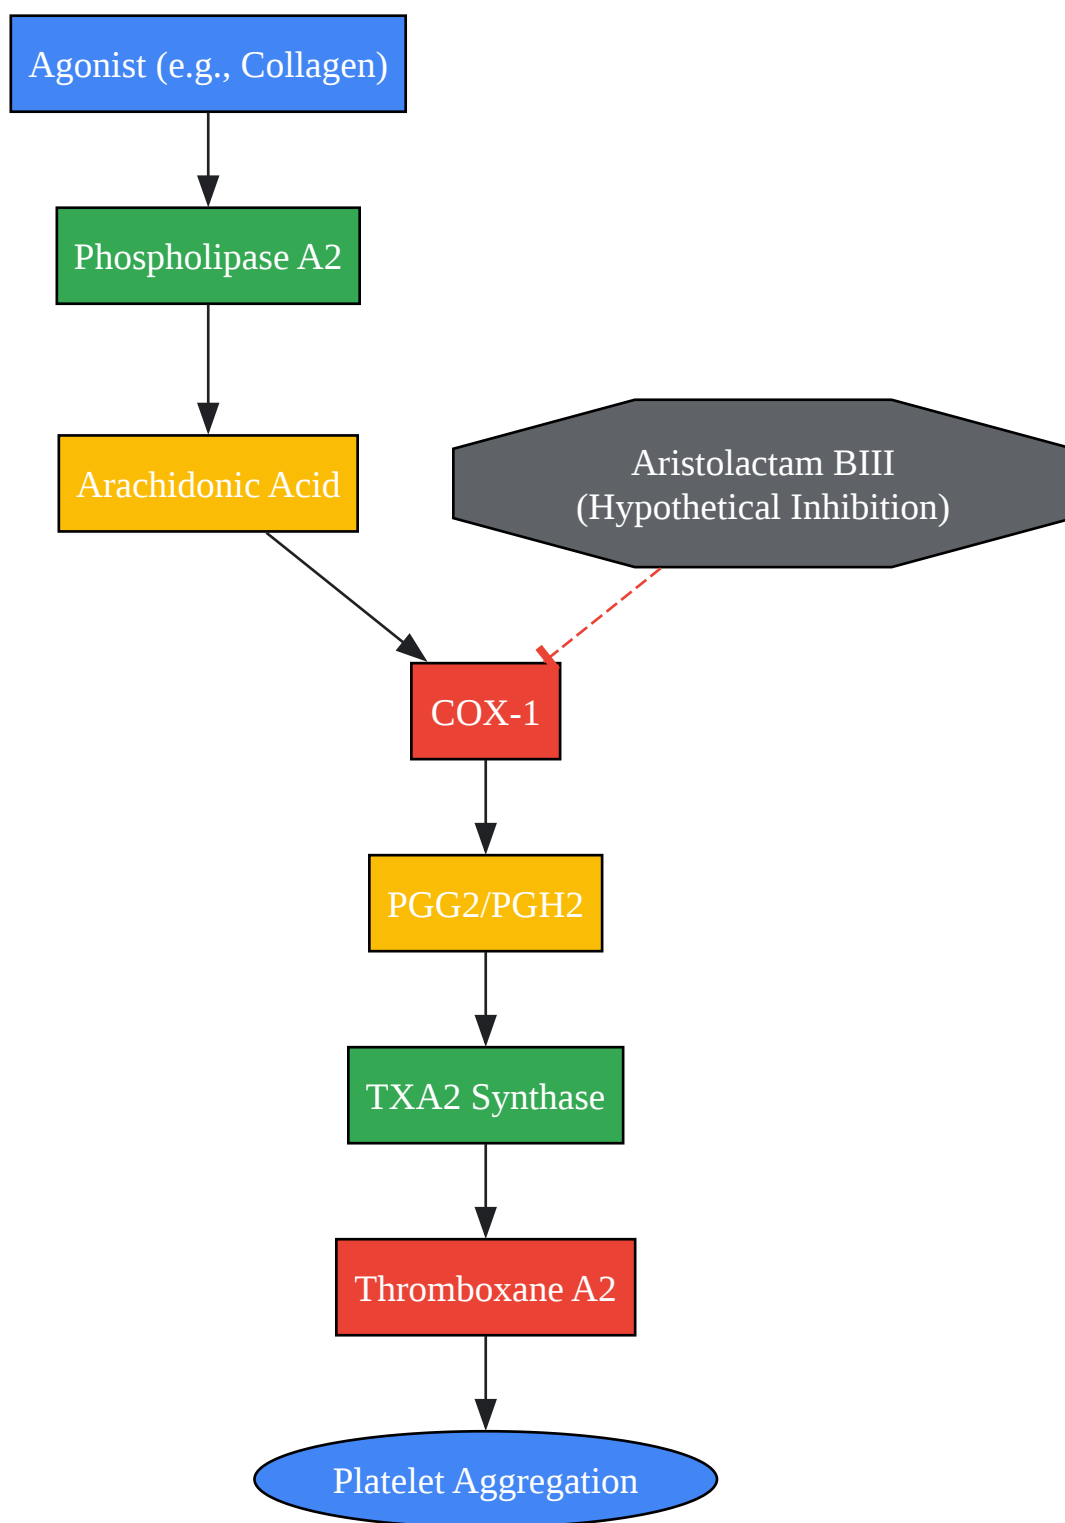 Agonist (e.g., Collagen)
Phospholipase A2
Arachidonic Acid
Aristolactam BIII
(Hypothetical Inhibition)
COX-1
PGG2/PGH2
TXA2 Synthase
Thromboxane A2
Platelet Aggregation